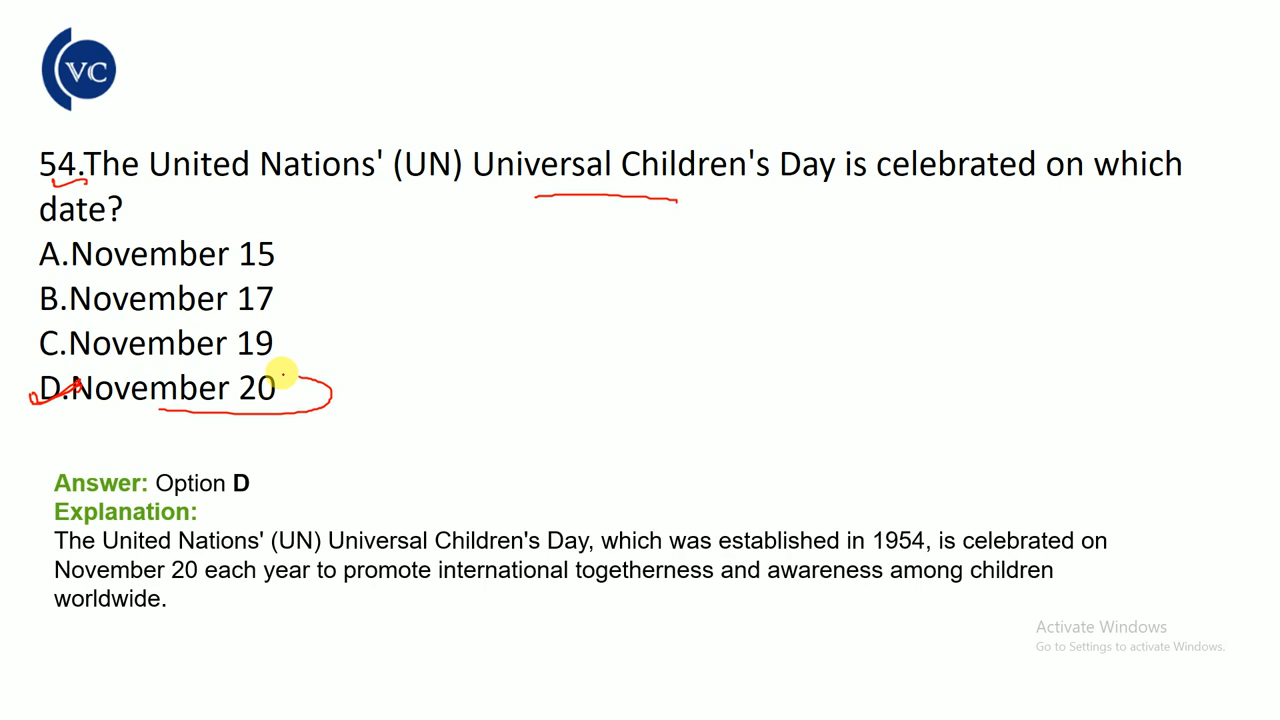 VC
54.The United Nations' (UN) Universal Children's Day is celebrated on which
date?
A.November 15
B.November 17
C.November 19
D.November 20
Answer: Option D
Explanation:
The United Nations' (UN) Universal Children's Day, which was established in 1954, is celebrated on
November 20 each year to promote international togetherness and awareness among children
worldwide.
Activate Windows
Go to Settings to activate Windows.